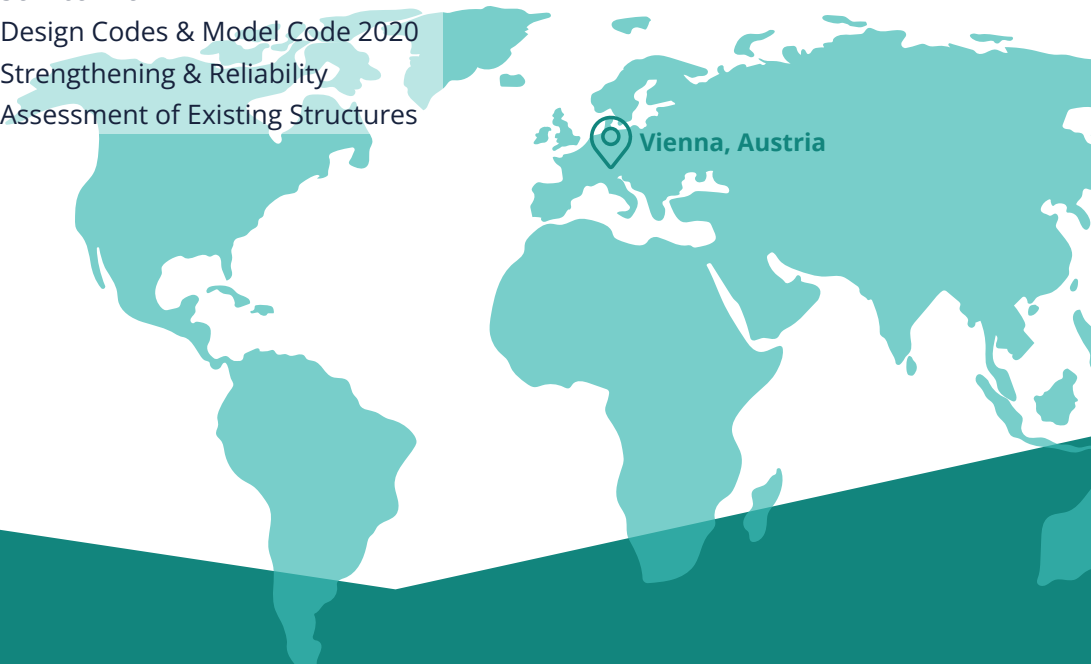 Design Codes & Model Code 2020
Strengthening & Reliability
Assessment of Existing Structures
Vienna, Austria